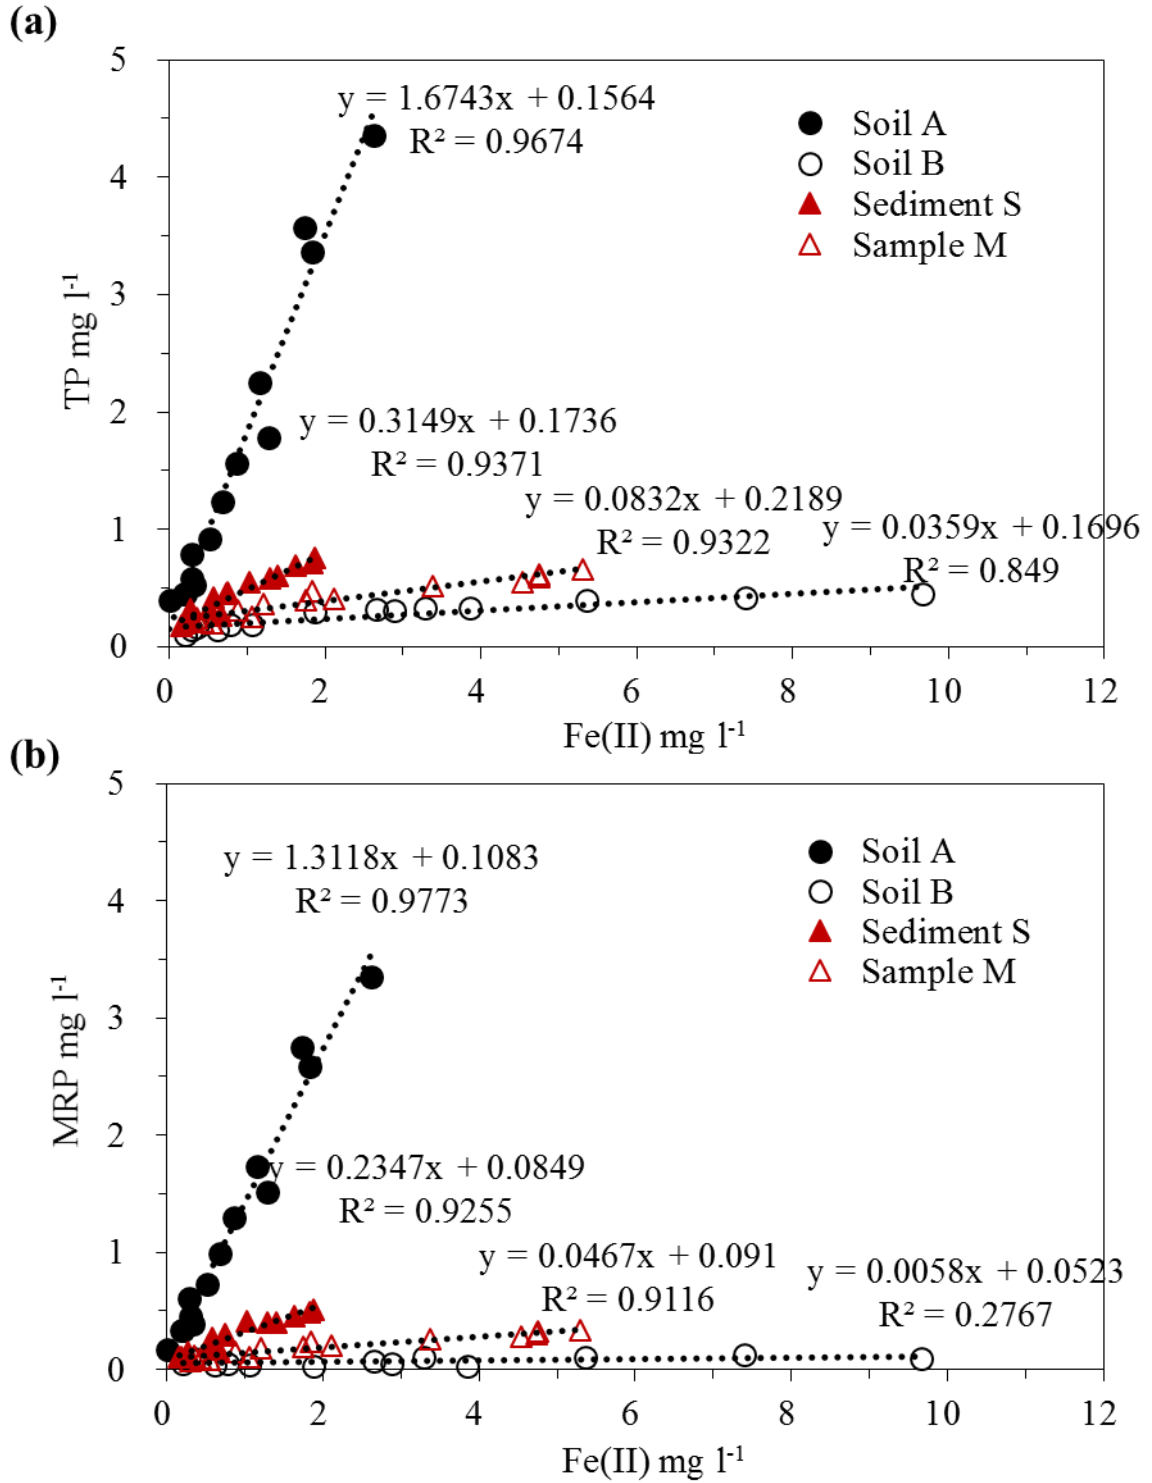 (a)
5
4
3
2
1
0
TP mg l⁻¹
y = 1.6743x + 0.1564
R² = 0.9674
Soil A
Soil B
Sediment S
Sample M
y = 0.3149x + 0.1736
R² = 0.9371
y = 0.0832x + 0.2189
R² = 0.9322
y = 0.0359x + 0.1696
R² = 0.849
0 2 4 6 8 10 12
Fe(II) mg l⁻¹
(b)
5
4
3
2
1
0
MRP mg l⁻¹
y = 1.3118x + 0.1083
R² = 0.9773
Soil A
Soil B
Sediment S
Sample M
y = 0.2347x + 0.0849
R² = 0.9255
y = 0.0467x + 0.091
R² = 0.9116
y = 0.0058x + 0.0523
R² = 0.2767
0 2 4 6 8 10 12
Fe(II) mg l⁻¹